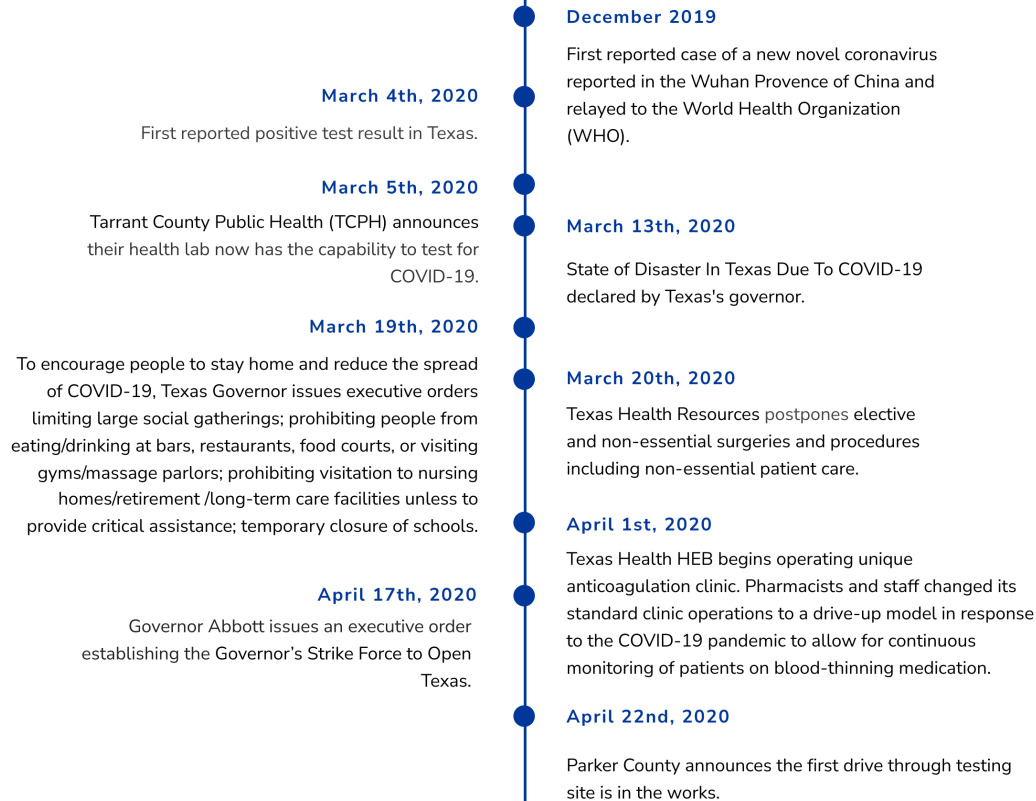 December 2019
First reported case of a new novel coronavirus
reported in the Wuhan Provence of China and
relayed to the World Health Organization
(WHO).
March 4th, 2020
First reported positive test result in Texas.
March 5th, 2020
Tarrant County Public Health (TCPH) announces
their health lab now has the capability to test for
COVID-19.
March 13th, 2020
State of Disaster In Texas Due To COVID-19
declared by Texas's governor.
March 19th, 2020
To encourage people to stay home and reduce the spread
of COVID-19, Texas Governor issues executive orders
limiting large social gatherings; prohibiting people from
eating/drinking at bars, restaurants, food courts, or visiting
gyms/massage parlors; prohibiting visitation to nursing
homes/retirement /long-term care facilities unless to
provide critical assistance; temporary closure of schools.
March 20th, 2020
Texas Health Resources postpones elective
and non-essential surgeries and procedures
including non-essential patient care.
April 1st, 2020
Texas Health HEB begins operating unique
anticoagulation clinic. Pharmacists and staff changed its
standard clinic operations to a drive-up model in response
to the COVID-19 pandemic to allow for continuous
monitoring of patients on blood-thinning medication.
April 17th, 2020
Governor Abbott issues an executive order
establishing the Governor’s Strike Force to Open
Texas.
April 22nd, 2020
Parker County announces the first drive through testing
site is in the works.